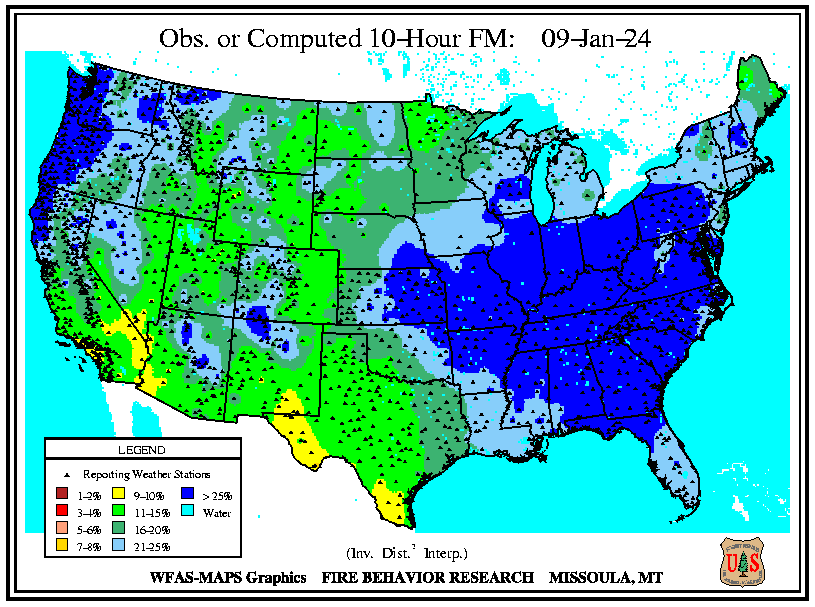 Obs. or Computed 10-Hour FM: 09-Jan-24
LEGEND
Reporting Weather Stations
1-2% 9-10% > 25%
3-4% 11-15% Water
5-6% 16-20%
7-8% 21-25%
(Inv. Dist.² Interp.)
WFAS-MAPS Graphics FIRE BEHAVIOR RESEARCH MISSOULA, MT
U S